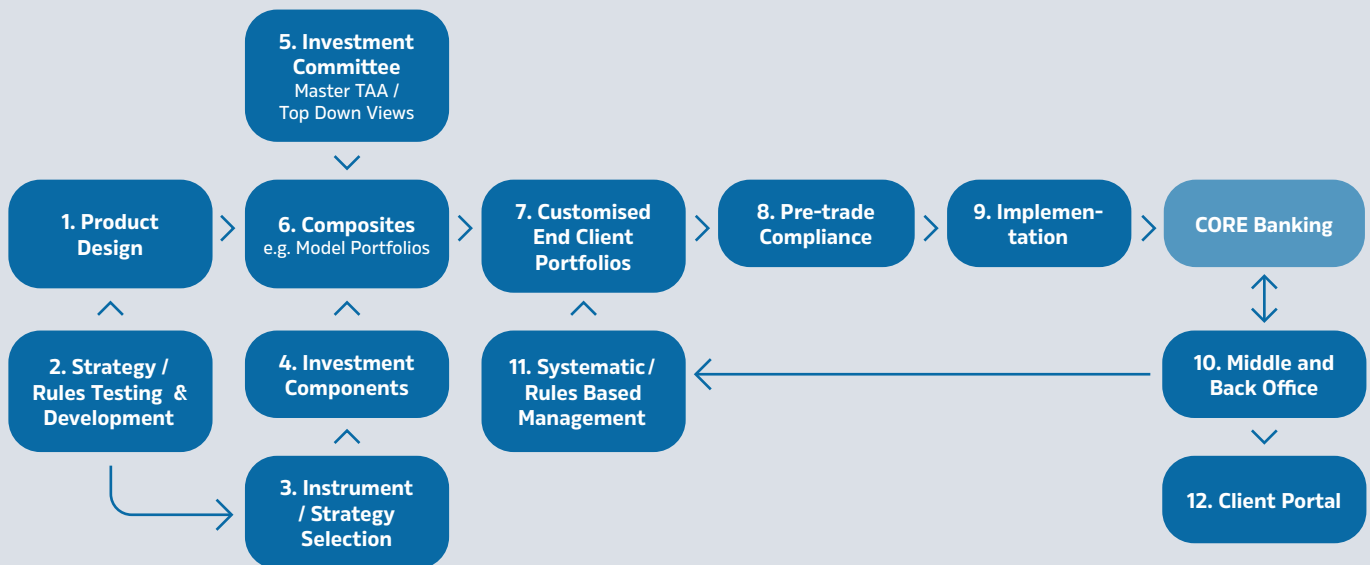 5. Investment
Committee
Master TAA /
Top Down Views
1. Product
Design
6. Composites
e.g. Model Portfolios
7. Customised
End Client
Portfolios
8. Pre-trade
Compliance
9. Implemen-
tation
CORE Banking
2. Strategy /
Rules Testing &
Development
4. Investment
Components
11. Systematic/
Rules Based
Management
10. Middle and
Back Office
3. Instrument
/ Strategy
Selection
12. Client Portal